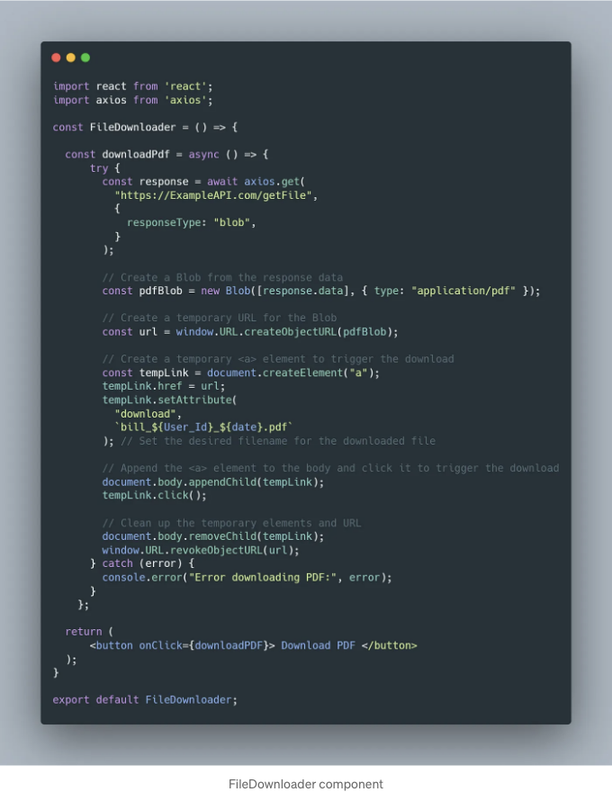 import react from 'react';
import axios from 'axios';
const FileDownloader = () => {
const downloadPdf = async () => {
try {
const response = await axios.get(
"https://ExampleAPI.com/getFile",
{
responseType: "blob",
}
);
// Create a Blob from the response data
const pdfBlob = new Blob([response.data], { type: "application/pdf" });
// Create a temporary URL for the Blob
const url = window.URL.createObjectURL(pdfBlob);
// Create a temporary <a> element to trigger the download
const tempLink = document.createElement("a");
tempLink.href = url;
tempLink.setAttribute(
"download",
`bill_${User_Id}_${date}.pdf`
); // Set the desired filename for the downloaded file
// Append the <a> element to the body and click it to trigger the download
document.body.appendChild(tempLink);
tempLink.click();
// Clean up the temporary elements and URL
document.body.removeChild(tempLink);
window.URL.revokeObjectURL(url);
} catch (error) {
console.error("Error downloading PDF:", error);
}
};
return (
<button onClick={downloadPDF}> Download PDF </button>
);
}
export default FileDownloader;
FileDownloader component